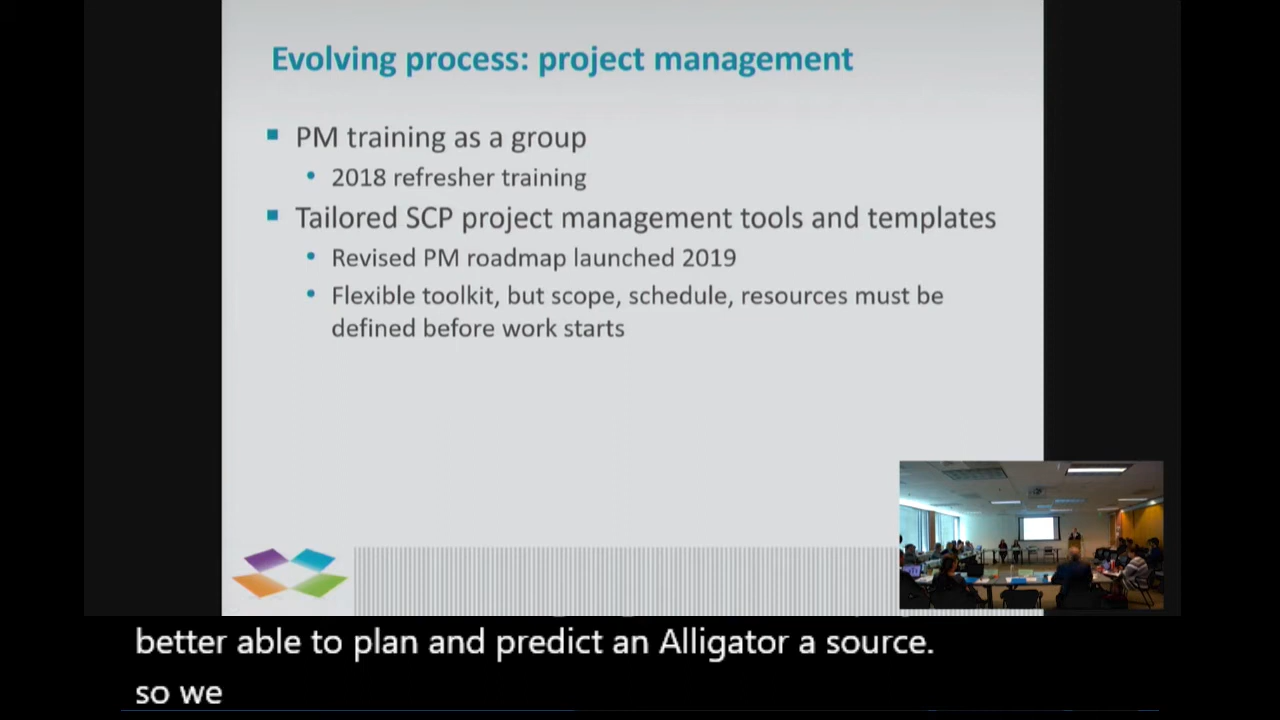 Evolving process: project management
PM training as a group
2018 refresher training
Tailored SCP project management tools and templates
Revised PM roadmap launched 2019
Flexible toolkit, but scope, schedule, resources must be
defined before work starts
better able to plan and predict an Alligator a source.
so we